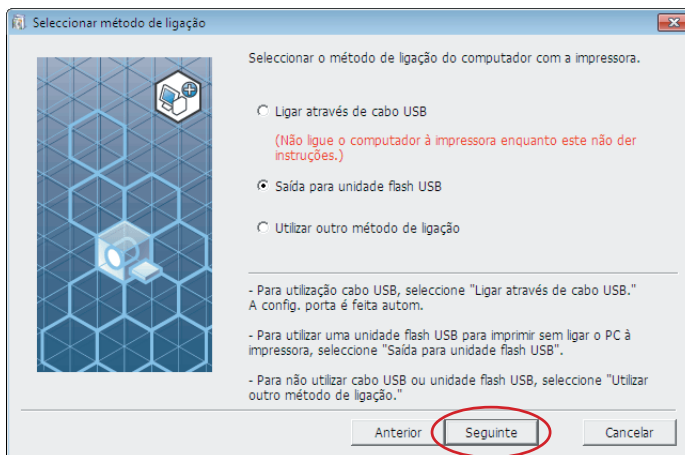 Seleccionar método de ligação
Seleccionar o método de ligação do computador com a impressora.
Ligar através de cabo USB
(Não ligue o computador à impressora enquanto este não der
instruções.)
Saída para unidade flash USB
Utilizar outro método de ligação
- Para utilização cabo USB, seleccione "Ligar através de cabo USB."
A config. porta é feita autom.
- Para utilizar uma unidade flash USB para imprimir sem ligar o PC à
impressora, seleccione "Saída para unidade flash USB".
- Para não utilizar cabo USB ou unidade flash USB, seleccione "Utilizar
outro método de ligação."
Anterior
Seguinte
Cancelar